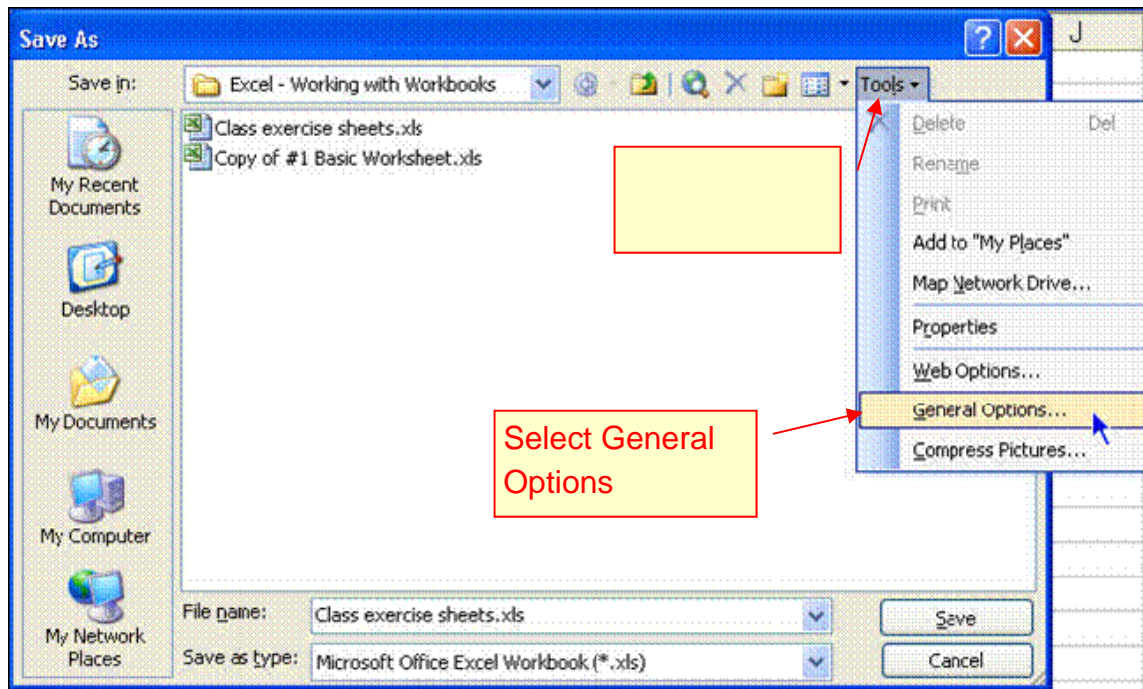 Save As
J
Save in:
Excel - Working with Workbooks
Tools
Class exercise sheets.xls
Copy of #1 Basic Worksheet.xls
My Recent
Documents
Desktop
My Documents
My Computer
My Network
Places
Delete Del
Rename
Print
Add to "My Places"
Map Network Drive...
Properties
Web Options...
General Options...
Compress Pictures...
Select General
Options
File name: Class exercise sheets.xls
Save
Save as type: Microsoft Office Excel Workbook (*.xls)
Cancel